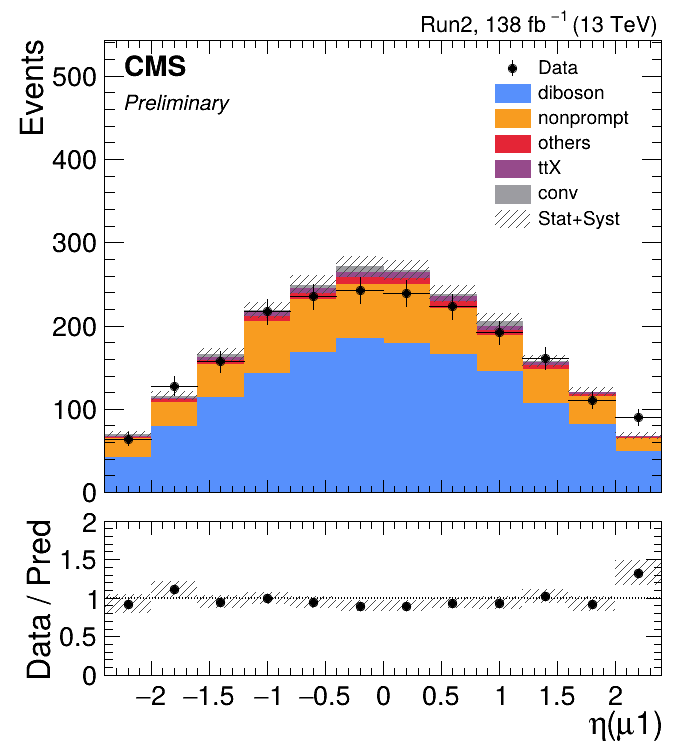 Run2, 138 fb⁻¹ (13 TeV)
CMS
Preliminary
Data
diboson
nonprompt
others
ttX
conv
Stat+Syst
Events
500
400
300
200
100
0
Data / Pred
2
1.5
1
0.5
0
−2 −1.5 −1 −0.5 0 0.5 1 1.5 2
η(μ1)